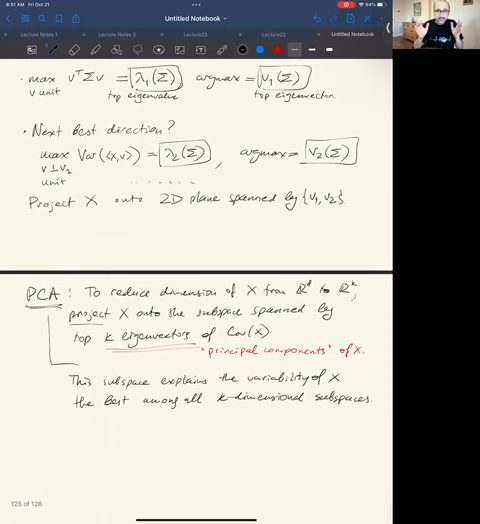 8:51 AM Fri Oct 21
64%
Untitled Notebook
Lecture Notes 1
Lecture Notes 2
Lecture23
Lecture22
Untitled Notebook
· max vᵀΣv = λ₁(Σ) argmax = v₁(Σ)
v unit top eigenvalue top eigenvector
· Next best direction?
max Var(⟨X,v⟩) = λ₂(Σ), argmax = v₂(Σ)
v⊥v₂
unit
.......
Project X onto 2D plane spanned by {v₁,v₂}
PCA: To reduce dimension of X from ℝᵈ to ℝᵏ,
project X onto the subspace spanned by
top k eigenvectors of Cov(X)
"principal components" of X.
This subspace explains the variability of X
the best among all k-dimensional subspaces.
125 of 126